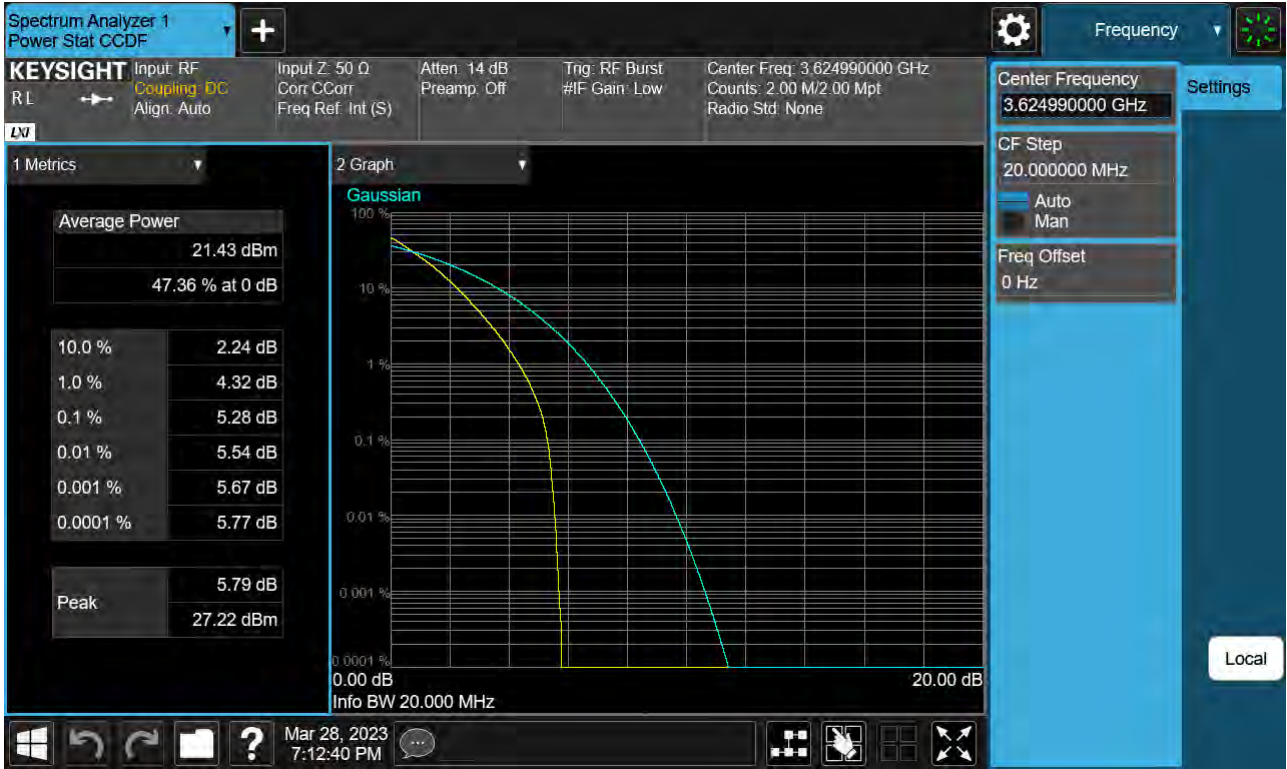 Spectrum Analyzer 1
Power Stat CCDF
Frequency
KEYSIGHT
R L
LXI
Input: RF
Coupling: DC
Align: Auto
Input Z: 50 Ω
Corr CCorr
Freq Ref: Int (S)
Atten: 14 dB
Preamp: Off
Trig: RF Burst
#IF Gain: Low
Center Freq: 3.624990000 GHz
Counts: 2.00 M/2.00 Mpt
Radio Std: None
Center Frequency
3.624990000 GHz
Settings
CF Step
20.000000 MHz
Auto
Man
Freq Offset
0 Hz
Local
1 Metrics
Average Power
21.43 dBm
47.36 % at 0 dB
10.0 % 2.24 dB
1.0 % 4.32 dB
0.1 % 5.28 dB
0.01 % 5.54 dB
0.001 % 5.67 dB
0.0001 % 5.77 dB
Peak
5.79 dB
27.22 dBm
2 Graph
Gaussian
100 %
10 %
1 %
0.1 %
0.01 %
0.001 %
0.0001 %
0.00 dB 20.00 dB
Info BW 20.000 MHz
?
Mar 28, 2023
7:12:40 PM